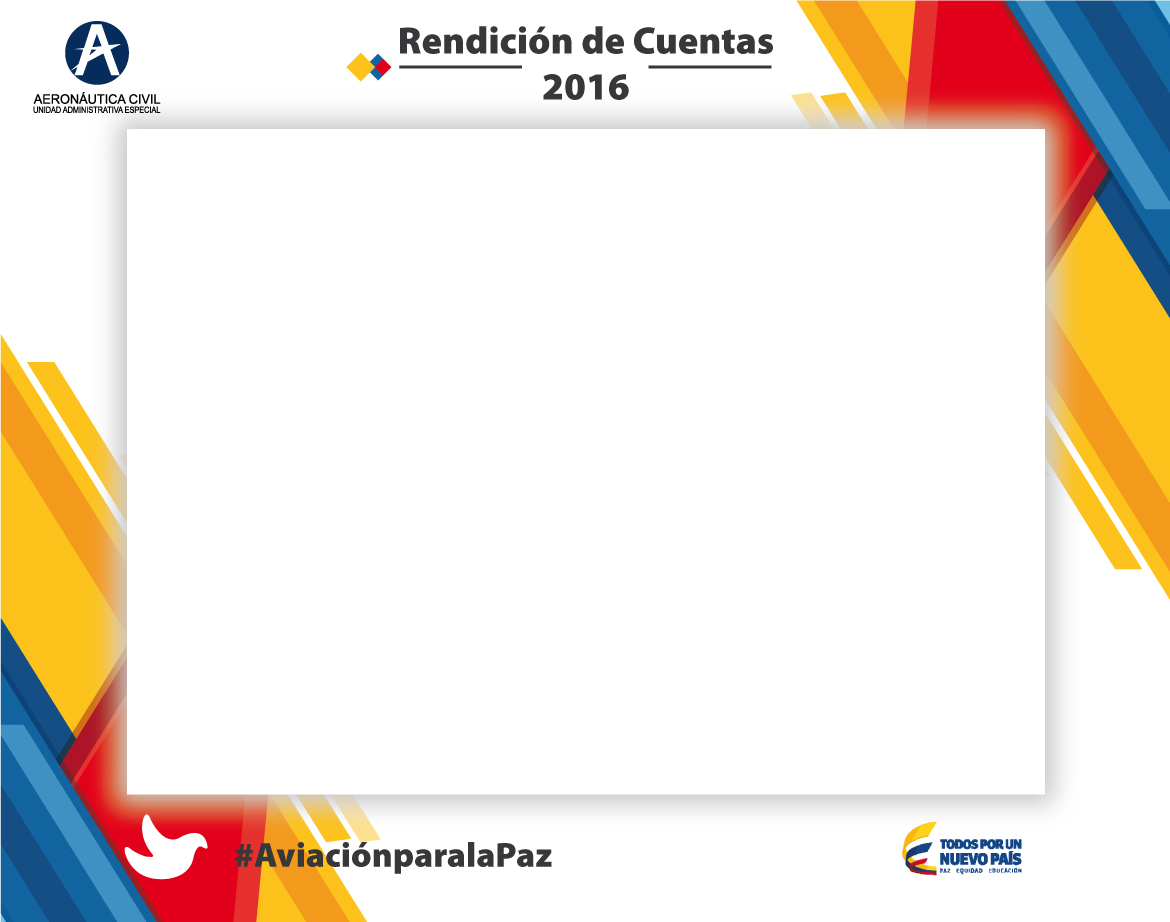 Rendición de Cuentas
2016
AERONÁUTICA CIVIL
UNIDAD ADMINISTRATIVA ESPECIAL
#AviaciónparalaPaz
TODOS POR UN
NUEVO PAÍS
PAZ EQUIDAD EDUCACIÓN